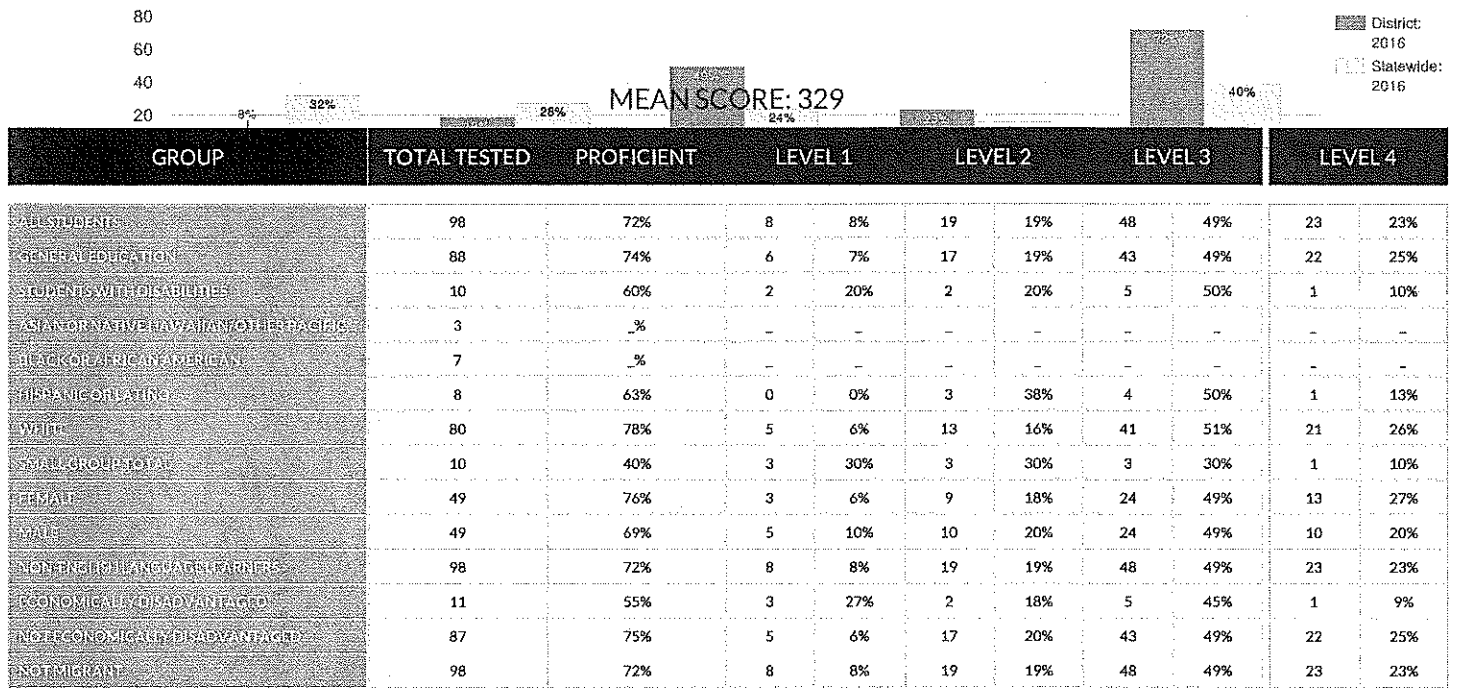 80
60
40
20
District:
2016
Statewide:
2016
8%
32%
28%
MEAN SCORE: 329
24%
40%
GROUP TOTAL TESTED PROFICIENT LEVEL 1 LEVEL 2 LEVEL 3 LEVEL 4
ALL STUDENTS 98 72% 8 8% 19 19% 48 49% 23 23%
GENERAL EDUCATION 88 74% 6 7% 17 19% 43 49% 22 25%
STUDENTS WITH DISABILITIES 10 60% 2 20% 2 20% 5 50% 1 10%
ASIAN OR NATIVE HAWAIIAN/OTHER PACIFIC 3 _% _ _ _ _ _ _ _ _
BLACK OR AFRICAN AMERICAN 7 _% _ _ _ _ _ _ _ _
HISPANIC OR LATINO 8 63% 0 0% 3 38% 4 50% 1 13%
WHITE 80 78% 5 6% 13 16% 41 51% 21 26%
SMALL GROUP TOTAL 10 40% 3 30% 3 30% 3 30% 1 10%
FEMALE 49 76% 3 6% 9 18% 24 49% 13 27%
MALE 49 69% 5 10% 10 20% 24 49% 10 20%
NON-ENGLISH LANGUAGE LEARNERS 98 72% 8 8% 19 19% 48 49% 23 23%
ECONOMICALLY DISADVANTAGED 11 55% 3 27% 2 18% 5 45% 1 9%
NOT ECONOMICALLY DISADVANTAGED 87 75% 5 6% 17 20% 43 49% 22 25%
NOT MIGRANT 98 72% 8 8% 19 19% 48 49% 23 23%